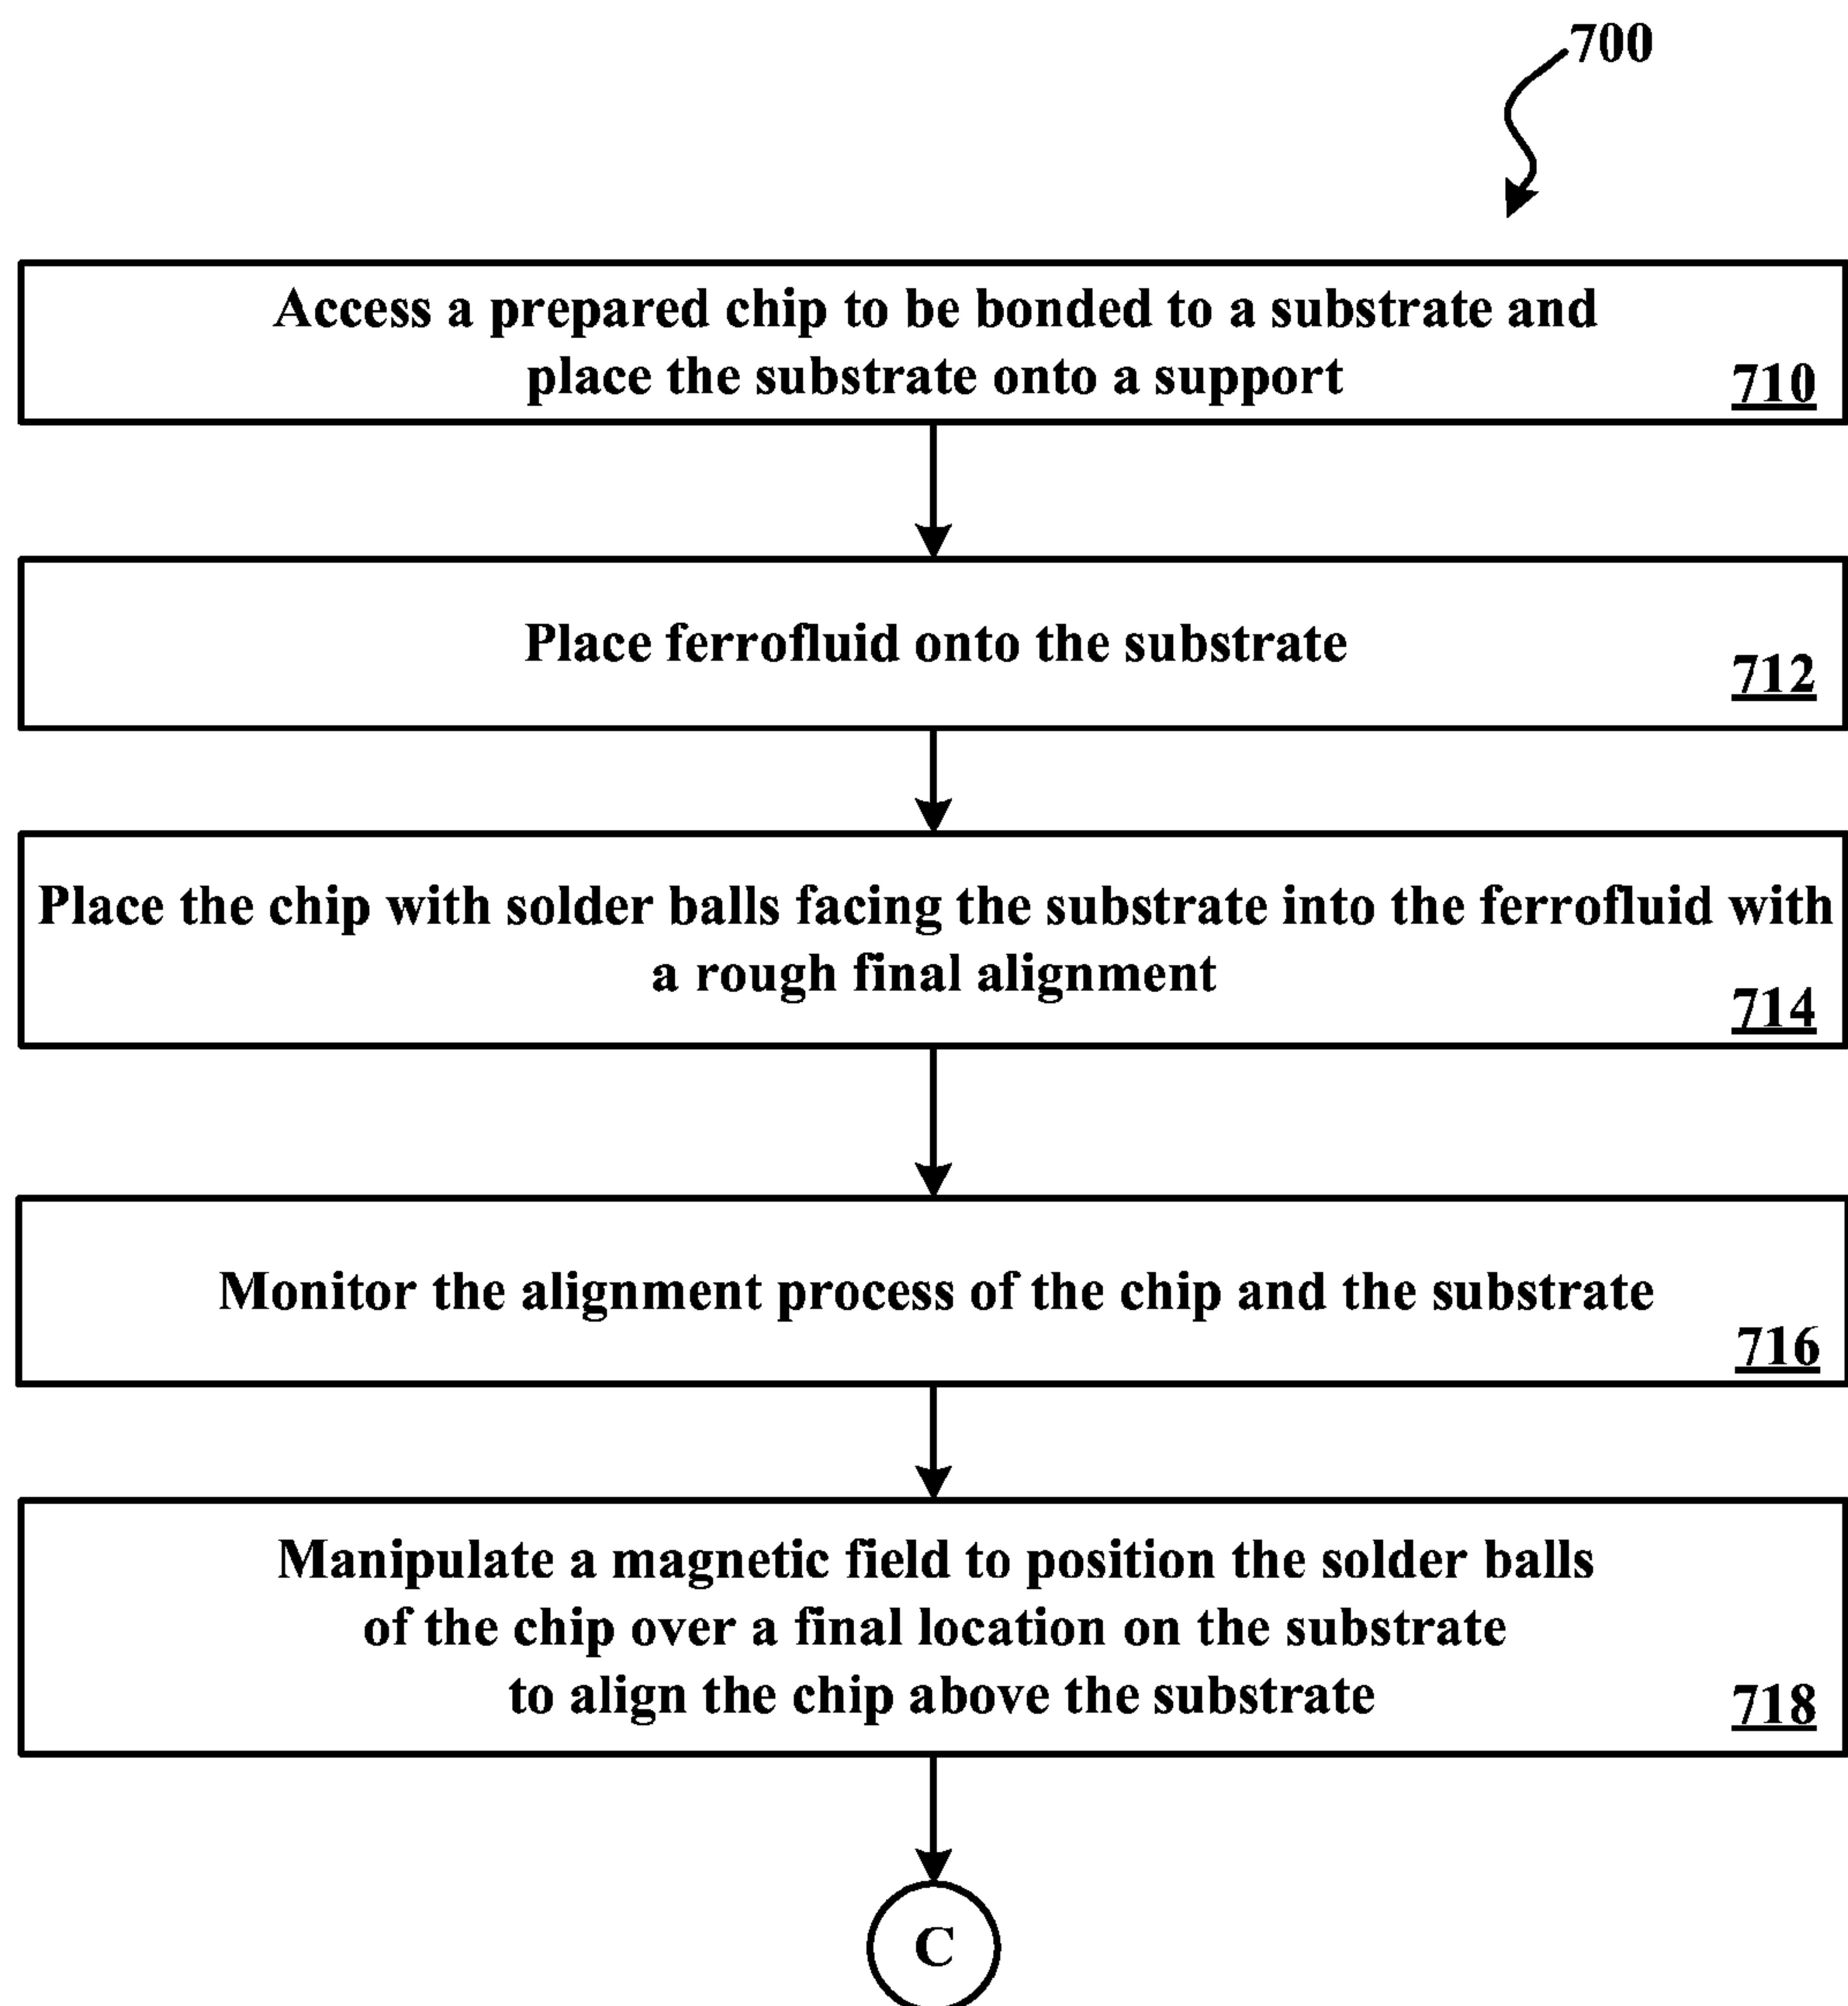 700
Access a prepared chip to be bonded to a substrate and
place the substrate onto a support
710
Place ferrofluid onto the substrate
712
Place the chip with solder balls facing the substrate into the ferrofluid with
a rough final alignment
714
Monitor the alignment process of the chip and the substrate
716
Manipulate a magnetic field to position the solder balls
of the chip over a final location on the substrate
to align the chip above the substrate
718
C